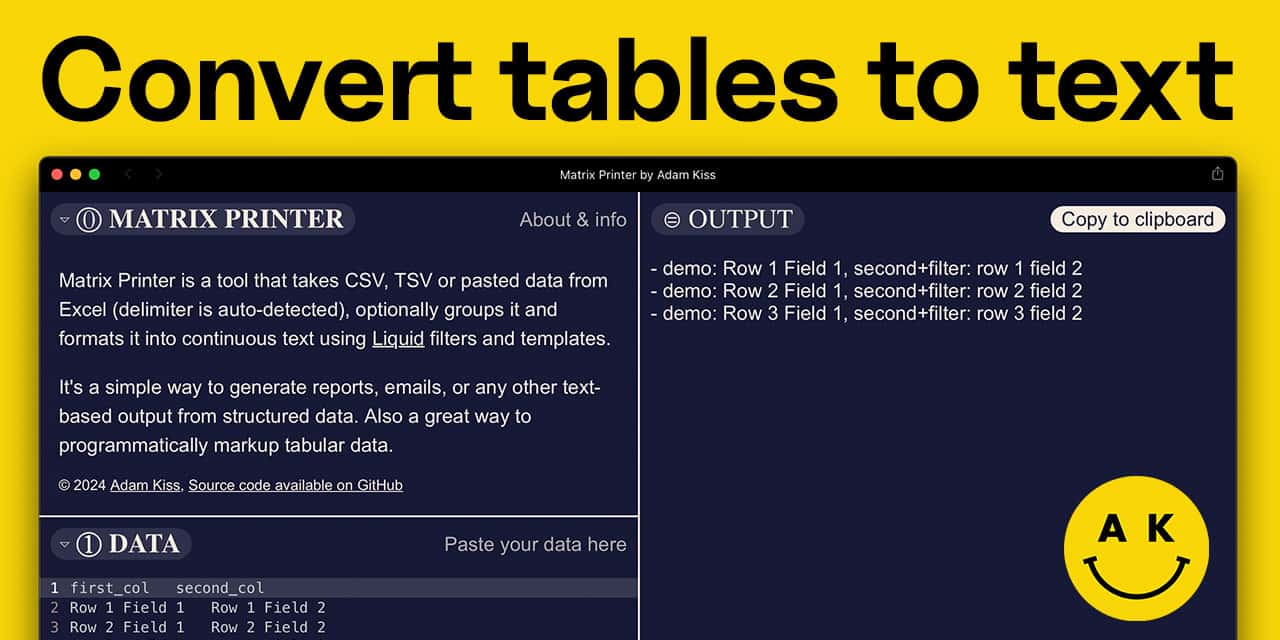 Convert tables to text
Matrix Printer by Adam Kiss
⓪ MATRIX PRINTER
About & info
Matrix Printer is a tool that takes CSV, TSV or pasted data from
Excel (delimiter is auto-detected), optionally groups it and
formats it into continuous text using Liquid filters and templates.
It's a simple way to generate reports, emails, or any other text-
based output from structured data. Also a great way to
programmatically markup tabular data.
© 2024 Adam Kiss, Source code available on GitHub
① DATA
Paste your data here
1 first_col second_col
2 Row 1 Field 1 Row 1 Field 2
3 Row 2 Field 1 Row 2 Field 2
⊜ OUTPUT
Copy to clipboard
- demo: Row 1 Field 1, second+filter: row 1 field 2
- demo: Row 2 Field 1, second+filter: row 2 field 2
- demo: Row 3 Field 1, second+filter: row 3 field 2
A K